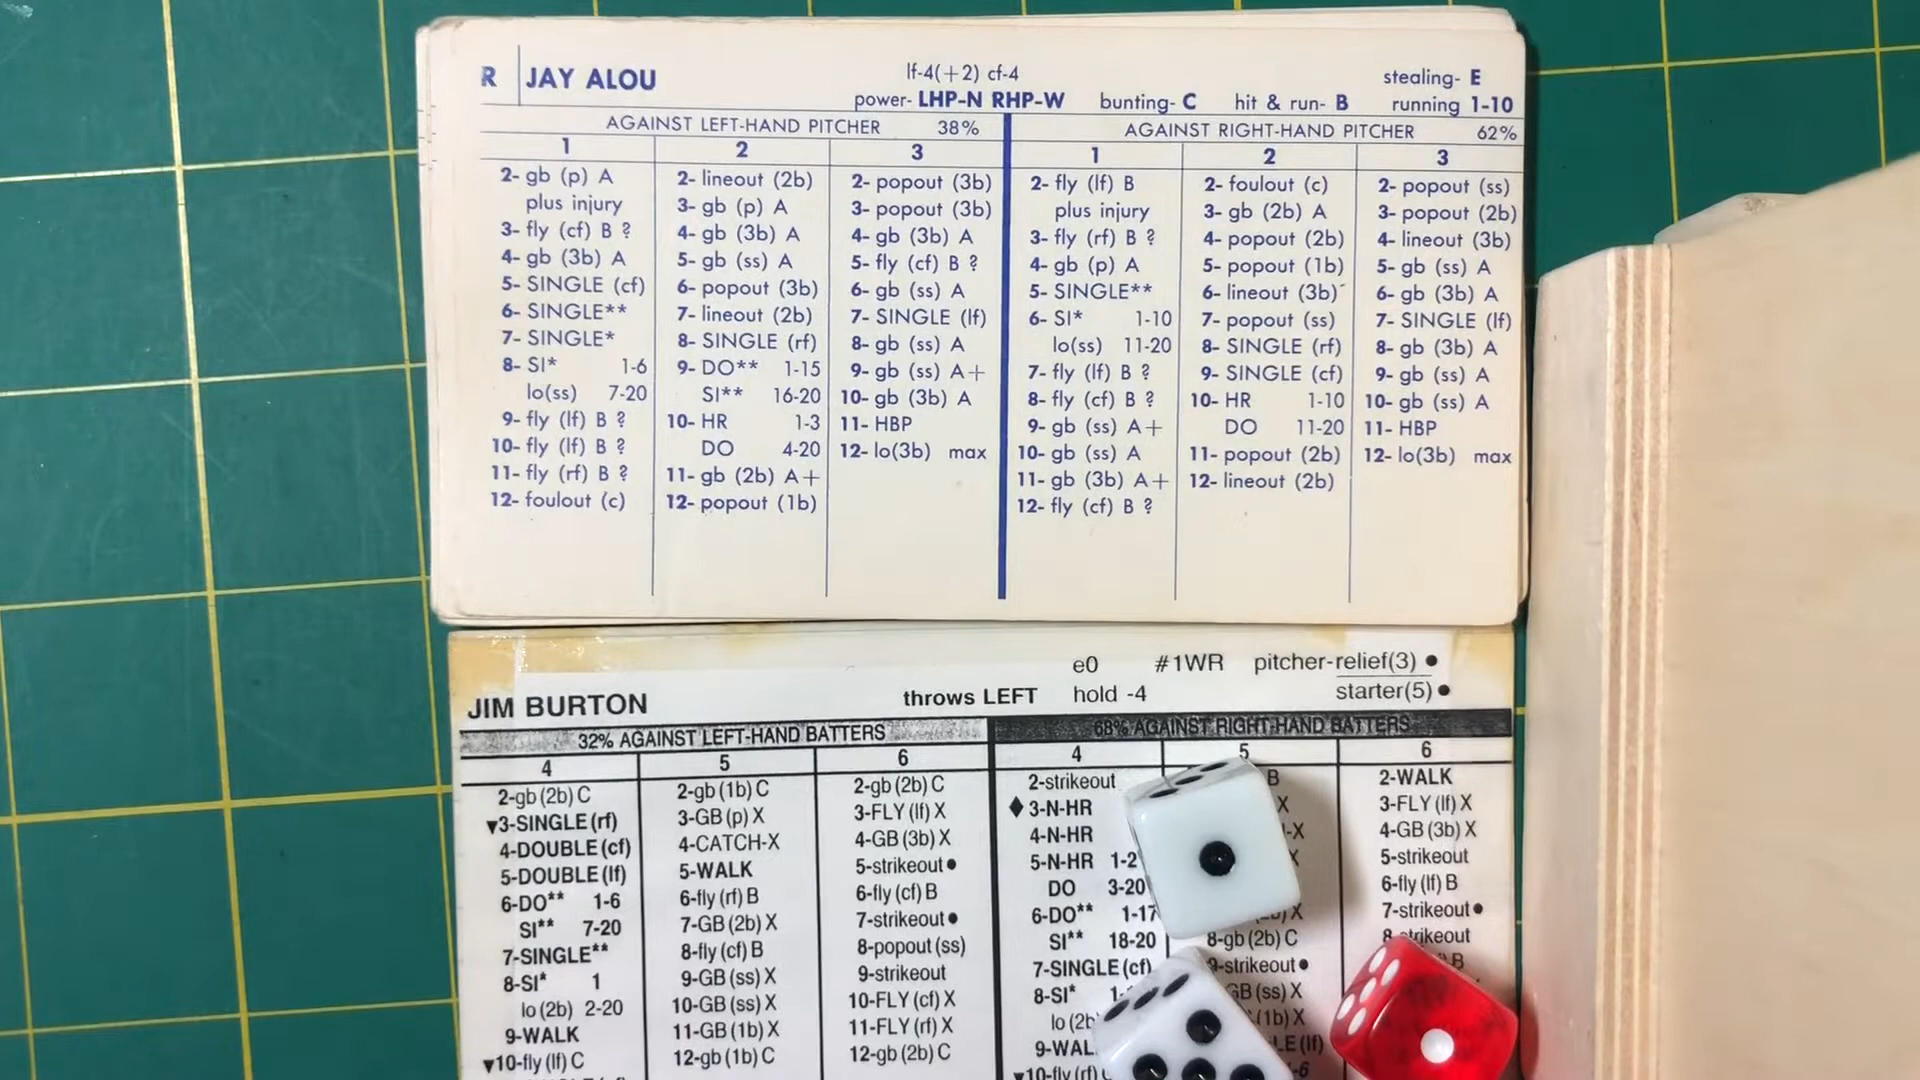 R JAY ALOU lf-4(+2) cf-4 stealing- E
power- LHP-N RHP-W bunting- C hit & run- B running 1-10
AGAINST LEFT-HAND PITCHER 38% AGAINST RIGHT-HAND PITCHER 62%
1 2 3 1 2 3
2- gb (p) A 2- lineout (2b) 2- popout (3b) 2- fly (lf) B 2- foulout (c) 2- popout (ss)
plus injury 3- gb (p) A 3- popout (3b) plus injury 3- gb (2b) A 3- popout (2b)
3- fly (cf) B ? 4- gb (3b) A 4- gb (3b) A 3- fly (rf) B ? 4- popout (2b) 4- lineout (3b)
4- gb (3b) A 5- gb (ss) A 5- fly (cf) B ? 4- gb (p) A 5- popout (1b) 5- gb (ss) A
5- SINGLE (cf) 6- popout (3b) 6- gb (ss) A 5- SINGLE** 6- lineout (3b) 6- gb (3b) A
6- SINGLE** 7- lineout (2b) 7- SINGLE (lf) 6- SI* 1-10 7- popout (ss) 7- SINGLE (lf)
7- SINGLE* 8- SINGLE (rf) 8- gb (ss) A lo(ss) 11-20 8- SINGLE (rf) 8- gb (3b) A
8- SI* 1-6 9- DO** 1-15 9- gb (ss) A+ 7- fly (lf) B ? 9- SINGLE (cf) 9- gb (ss) A
lo(ss) 7-20 SI** 16-20 10- gb (3b) A 8- fly (cf) B ? 10- HR 1-10 10- gb (ss) A
9- fly (lf) B ? 10- HR 1-3 11- HBP 9- gb (ss) A+ DO 11-20 11- HBP
10- fly (lf) B ? DO 4-20 12- lo(3b) max 10- gb (ss) A 11- popout (2b) 12- lo(3b) max
11- fly (rf) B ? 11- gb (2b) A+ 11- gb (3b) A+ 12- lineout (2b)
12- foulout (c) 12- popout (1b) 12- fly (cf) B ?
e0 #1WR pitcher-relief(3) ●
JIM BURTON throws LEFT hold -4 starter(5) ●
32% AGAINST LEFT-HAND BATTERS 68% AGAINST RIGHT-HAND BATTERS
4 5 6 4 5 6
2-gb (2b) C 2-gb (1b) C 2-gb (2b) C 2-strikeout B 2-WALK
▼3-SINGLE (rf) 3-GB (p) X 3-FLY (lf) X ♦ 3-N-HR X 3-FLY (lf) X
4-DOUBLE (cf) 4-CATCH-X 4-GB (3b) X 4-N-HR -X 4-GB (3b) X
5-DOUBLE (lf) 5-WALK 5-strikeout ● 5-N-HR 1-2 X 5-strikeout
6-DO** 1-6 6-fly (rf) B 6-fly (cf) B DO 3-20 6-fly (lf) B
SI** 7-20 7-GB (2b) X 7-strikeout ● 6-DO** 1-17 X 7-strikeout ●
7-SINGLE** 8-fly (cf) B 8-popout (ss) SI** 18-20 8-gb (2b) C 8-strikeout
8-SI* 1 9-GB (ss) X 9-strikeout 7-SINGLE (cf) 9-strikeout ● B
lo (2b) 2-20 10-GB (ss) X 10-FLY (cf) X 8-SI* GB (ss) X
9-WALK 11-GB (1b) X 11-FLY (rf) X lo (2b) (1b) X
▼10-fly (lf) C 12-gb (1b) C 12-gb (2b) C 9-WAL LE (lf)
▼10-fly (rf) C -6